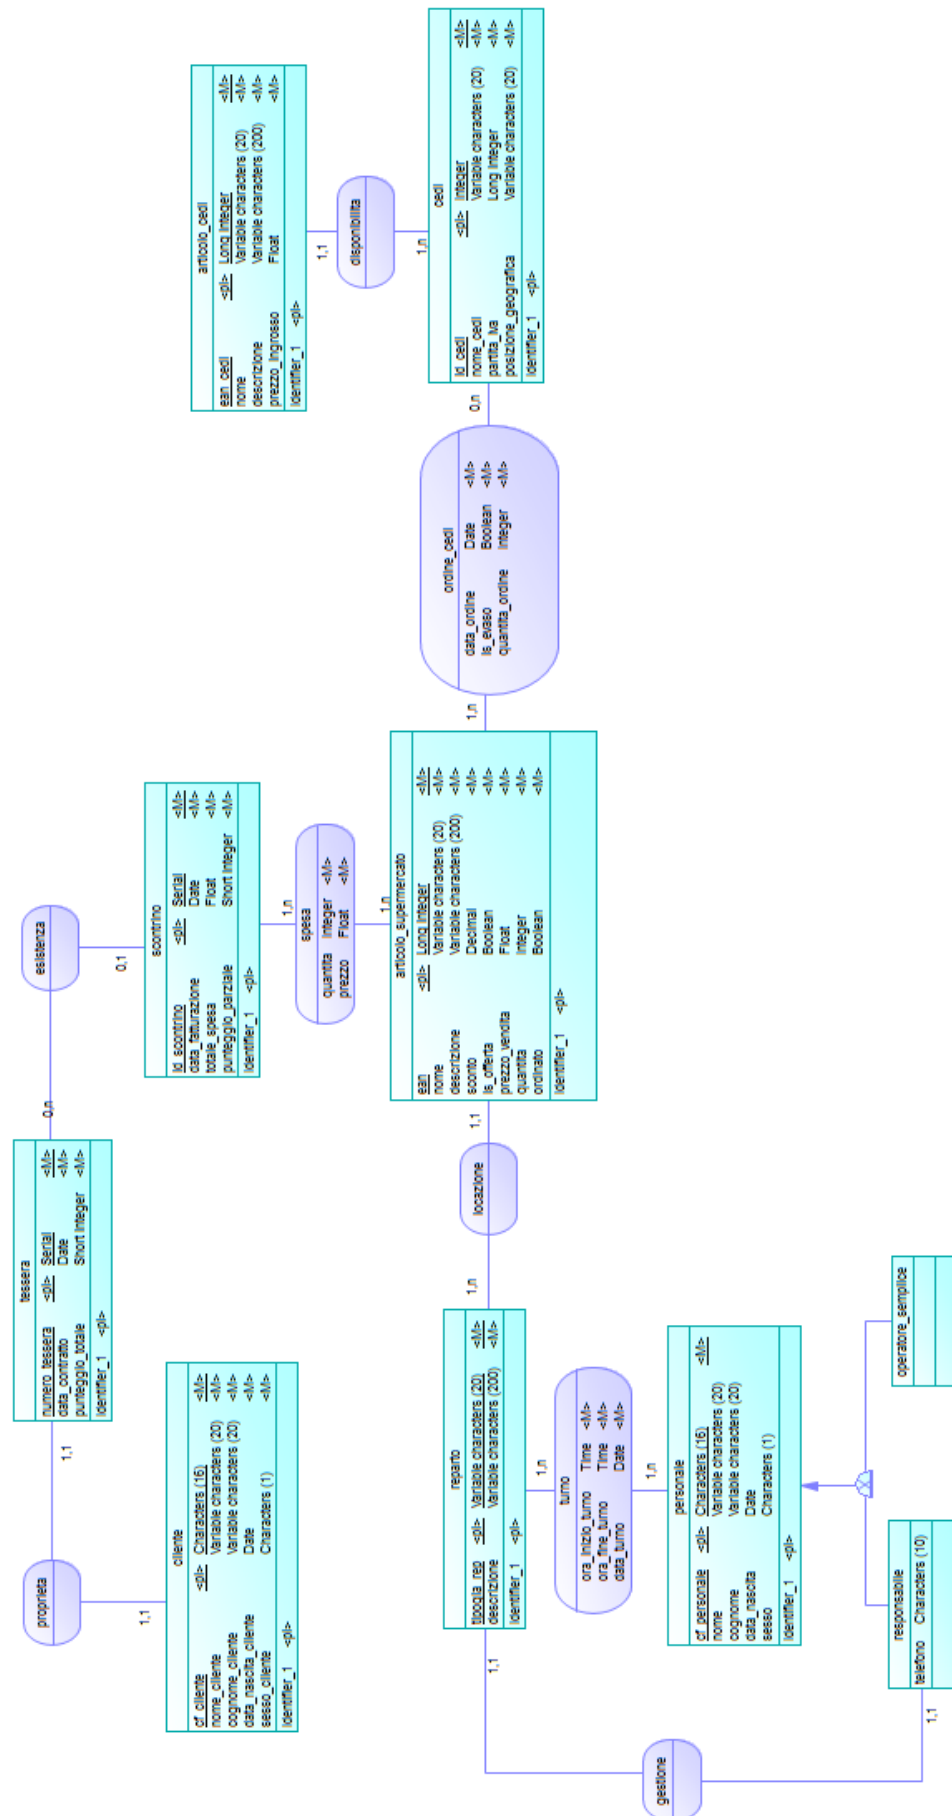 articolo_cedi
ean_cedi <pi> Long Integer <M>
nome Variable characters (20) <M>
descrizione Variable characters (200) <M>
prezzo_ingrosso Float <M>
Identifier_1 <pi>
1,1
disponibilita
1,n
cedi
id_cedi <pi> Integer <M>
nome_cedi Variable characters (20) <M>
partita_iva Long Integer <M>
posizione_geografica Variable characters (20) <M>
Identifier_1 <pi>
0,n
ordine_cedi
data_ordine Date <M>
is_evaso Boolean <M>
quantita_ordine Integer <M>
1,n
esistenza
0,1
scontrino
id_scontrino <pi> Serial <M>
data_fatturazione Date <M>
totale_spesa Float <M>
punteggio_parziale Short Integer <M>
Identifier_1 <pi>
1,n
spesa
quantita Integer <M>
prezzo Float <M>
1,n
articolo_supermercato
ean <pi> Long Integer <M>
nome Variable characters (20) <M>
descrizione Variable characters (200) <M>
sconto Decimal <M>
is_offerta Boolean <M>
prezzo_vendita Float <M>
quantita Integer <M>
ordinato Boolean <M>
Identifier_1 <pi>
1,1
locazione
1,n
0,n
tessera
numero_tessera <pi> Serial <M>
data_contratto Date <M>
punteggio_totale Short Integer <M>
Identifier_1 <pi>
1,1
proprieta
1,1
cliente
cf_cliente <pi> Characters (16) <M>
nome_cliente Variable characters (20) <M>
cognome_cliente Variable characters (20) <M>
data_nascita_cliente Date <M>
sesso_cliente Characters (1) <M>
Identifier_1 <pi>
reparto
tipoglia_rep <pi> Variable characters (20) <M>
descrizione Variable characters (200) <M>
Identifier_1 <pi>
1,n
turno
ora_inizio_turno Time <M>
ora_fine_turno Time <M>
data_turno Date <M>
1,n
personale
cf_personale <pi> Characters (16) <M>
nome Variable characters (20)
cognome Variable characters (20)
data_nascita Date
sesso Characters (1)
Identifier_1 <pi>
operatore_semplice
responsabile
telefono Characters (10)
1,1
gestione
1,1